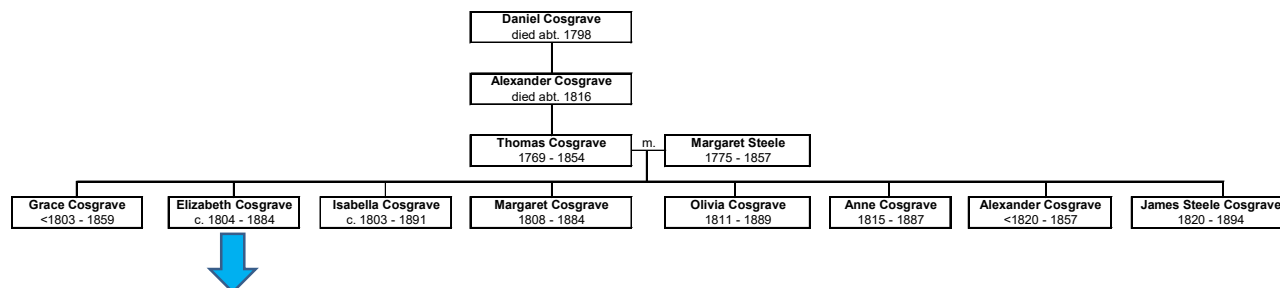 Daniel Cosgrave
died abt. 1798
Alexander Cosgrave
died abt. 1816
Thomas Cosgrave
1769 - 1854
m.
Margaret Steele
1775 - 1857
Grace Cosgrave
<1803 - 1859
Elizabeth Cosgrave
c. 1804 - 1884
Isabella Cosgrave
c. 1803 - 1891
Margaret Cosgrave
1808 - 1884
Olivia Cosgrave
1811 - 1889
Anne Cosgrave
1815 - 1887
Alexander Cosgrave
<1820 - 1857
James Steele Cosgrave
1820 - 1894